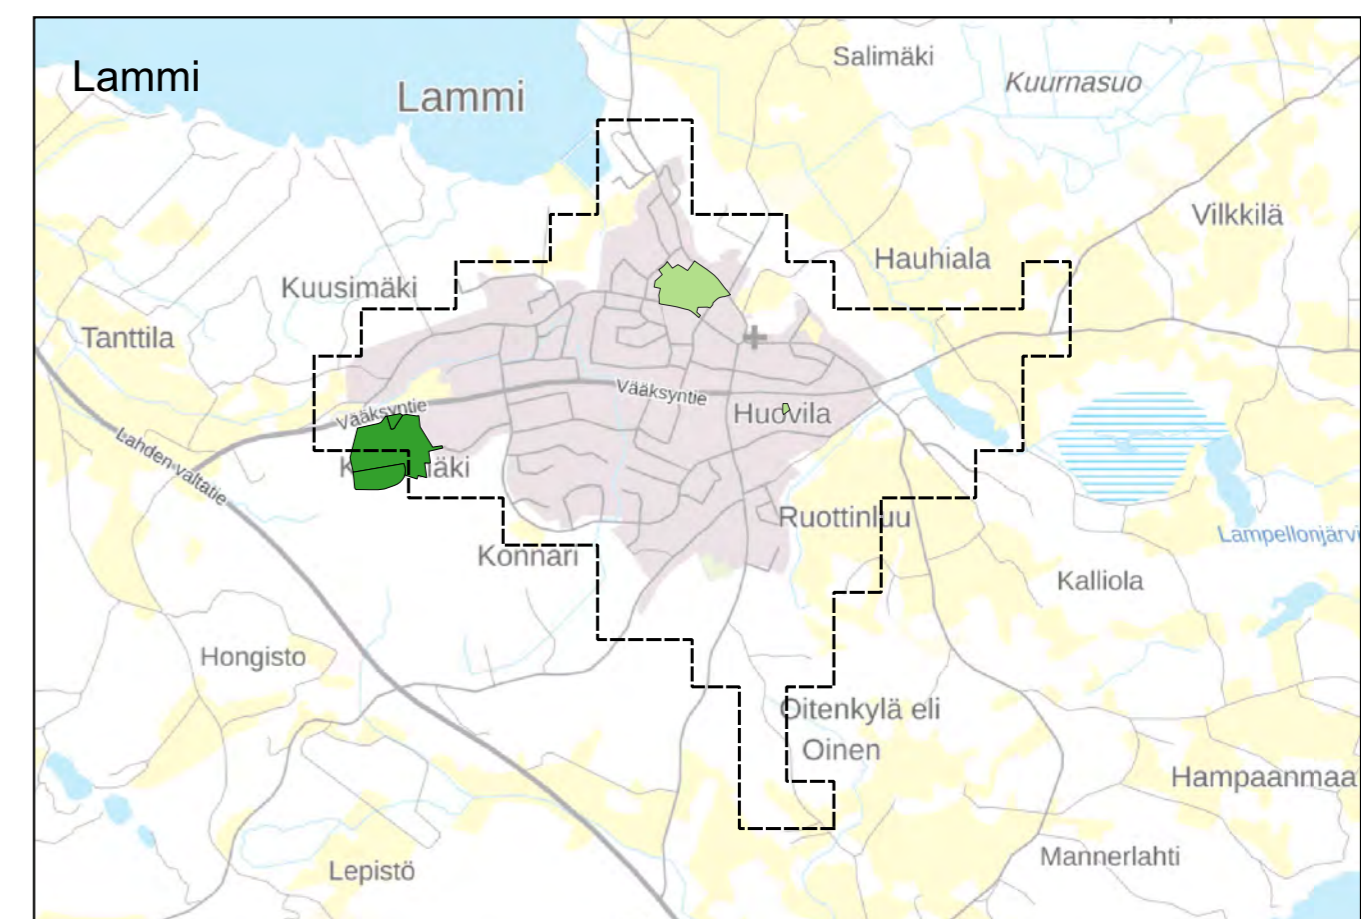 Lammi
Lammi
Salimäki
Kuurnasuo
Vilkkilä
Hauhiala
Kuusimäki
Tanttila
Vääksyntie
Vääksyntie
Huovila
Lahden valtatie
Ruottinluu
Lampellonjärvi
Konnari
Kalliola
Hongisto
Oitenkylä eli
Oinen
Hampaanmaa
Mannerlahti
Lepistö